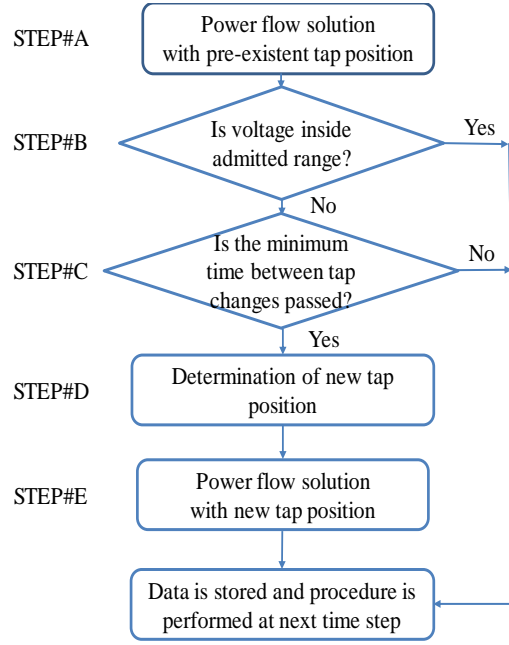 STEP#A
Power flow solution
with pre-existent tap position
STEP#B
Is voltage inside
admitted range?
Yes
No
STEP#C
Is the minimum
time between tap
changes passed?
No
Yes
STEP#D
Determination of new tap
position
STEP#E
Power flow solution
with new tap position
Data is stored and procedure is
performed at next time step